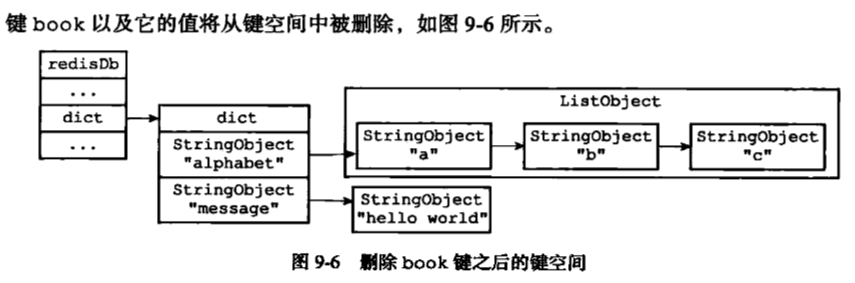 键 book 以及它的值将从键空间中被删除，如图 9-6 所示。
redisDb
...
dict
...
dict
StringObject
"alphabet"
StringObject
"message"
ListObject
StringObject
"a"
StringObject
"b"
StringObject
"c"
StringObject
"hello world"
图 9-6 删除 book 键之后的键空间